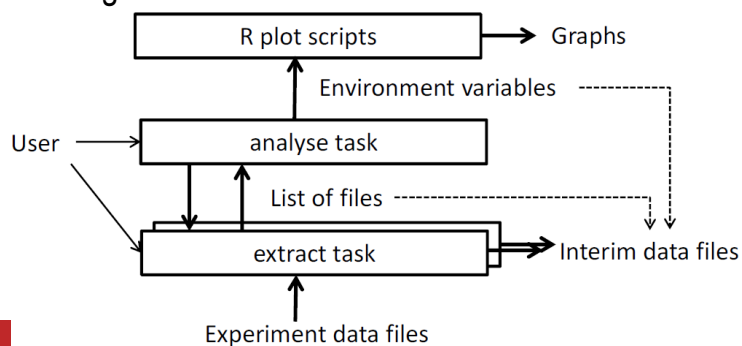 R plot scripts
Graphs
Environment variables
User
analyse task
List of files
extract task
Interim data files
Experiment data files